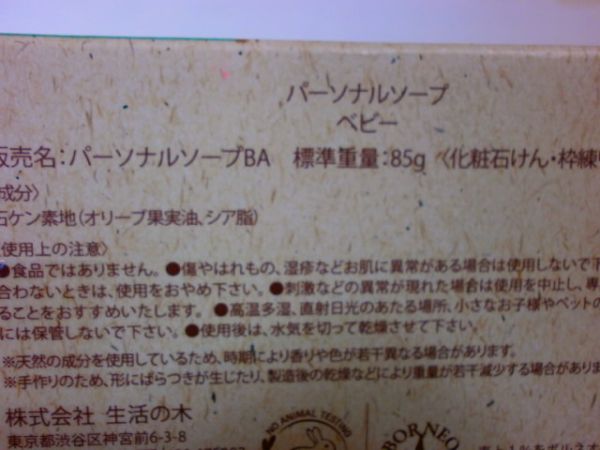 パーソナルソープ
ベビー
販売名:パーソナルソープBA 標準重量:85g 〈化粧石けん・枠練
成分〉
石ケン素地(オリーブ果実油、シア脂)
使用上の注意〉
●食品ではありません。●傷やはれもの、湿疹などお肌に異常がある場合は使用しないで下
合わないときは、使用をおやめ下さい。●刺激などの異常が現れた場合は使用を中止し、専
ることをおすすめいたします。●高温多湿、直射日光のあたる場所、小さなお子様やペットの
には保管しないで下さい。●使用後は、水気を切って乾燥させて下さい。
※天然の成分を使用しているため、時期により香りや色が若干異なる場合があります。
※手作りのため、形にばらつきが生じたり、製造後の乾燥などにより重量が若干減少する場合がありま
株式会社 生活の木
東京都渋谷区神宮前6-3-8
NO ANIMAL TESTING
BORNEO